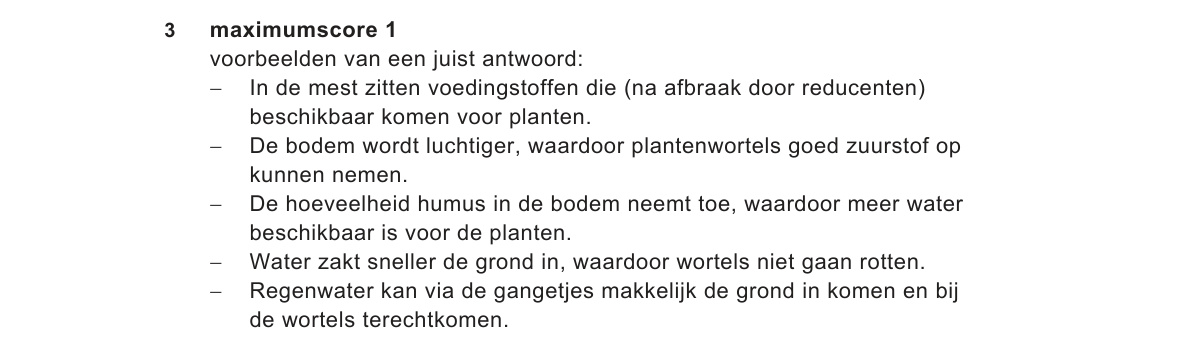 3 maximumscore 1
voorbeelden van een juist antwoord:
– In de mest zitten voedingstoffen die (na afbraak door reducenten)
beschikbaar komen voor planten.
– De bodem wordt luchtiger, waardoor plantenwortels goed zuurstof op
kunnen nemen.
– De hoeveelheid humus in de bodem neemt toe, waardoor meer water
beschikbaar is voor de planten.
– Water zakt sneller de grond in, waardoor wortels niet gaan rotten.
– Regenwater kan via de gangetjes makkelijk de grond in komen en bij
de wortels terechtkomen.